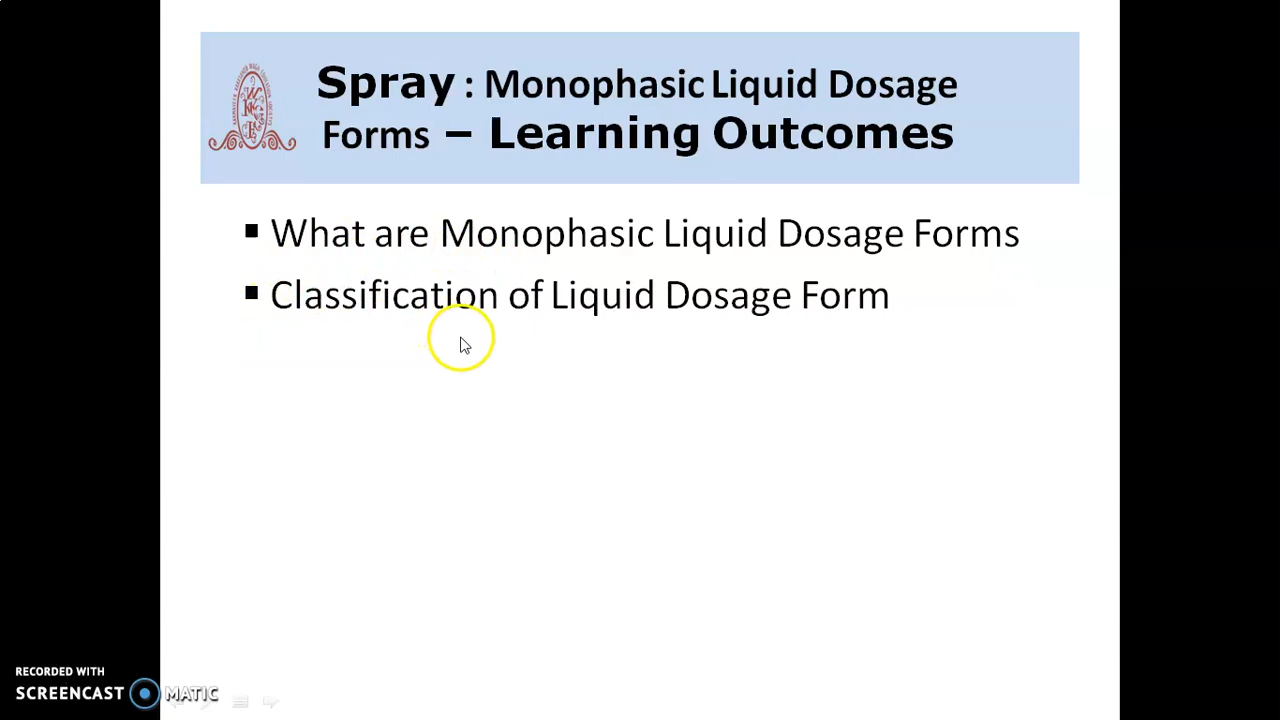 Spray : Monophasic Liquid Dosage
Forms – Learning Outcomes
▪ What are Monophasic Liquid Dosage Forms
▪ Classification of Liquid Dosage Form
RECORDED WITH
SCREENCAST MATIC